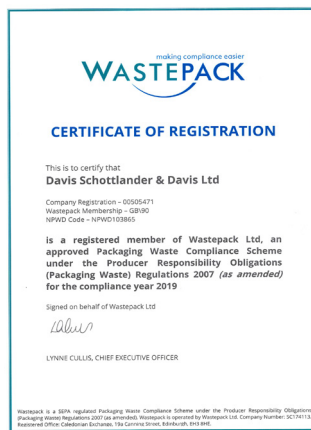 making compliance easier
WASTEPACK
CERTIFICATE OF REGISTRATION
This is to certify that
Davis Schottlander & Davis Ltd
Company Registration – 00505471
Wastepack Membership – GB\90
NPWD Code – NPWD103865
is a registered member of Wastepack Ltd, an
approved Packaging Waste Compliance Scheme
under the Producer Responsibility Obligations
(Packaging Waste) Regulations 2007 (as amended)
for the compliance year 2019
Signed on behalf of Wastepack Ltd
LYNNE CULLIS, CHIEF EXECUTIVE OFFICER
Wastepack is a SEPA regulated Packaging Waste Compliance Scheme under the Producer Responsibility Obligations
(Packaging Waste) Regulations 2007 (as amended). Wastepack is operated by Wastepack Ltd. Company Number: SC174113.
Registered Office: Caledonian Exchange, 19a Canning Street, Edinburgh, EH3 8HE.